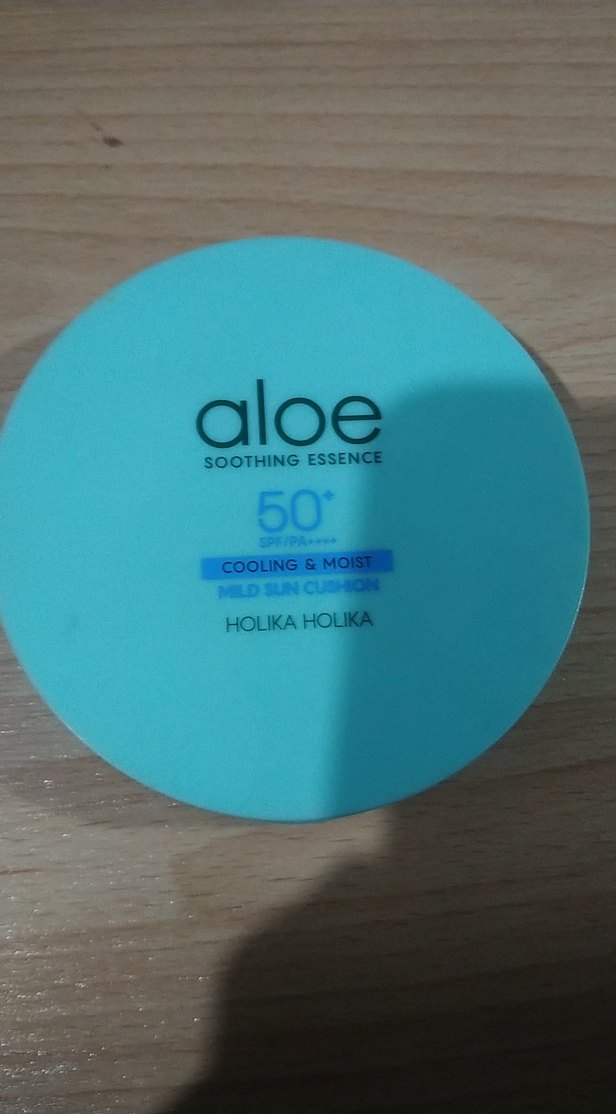 aloe
SOOTHING ESSENCE
50+
SPF/PA++++
COOLING & MOIST
MILD SUN CUSHION
HOLIKA HOLIKA